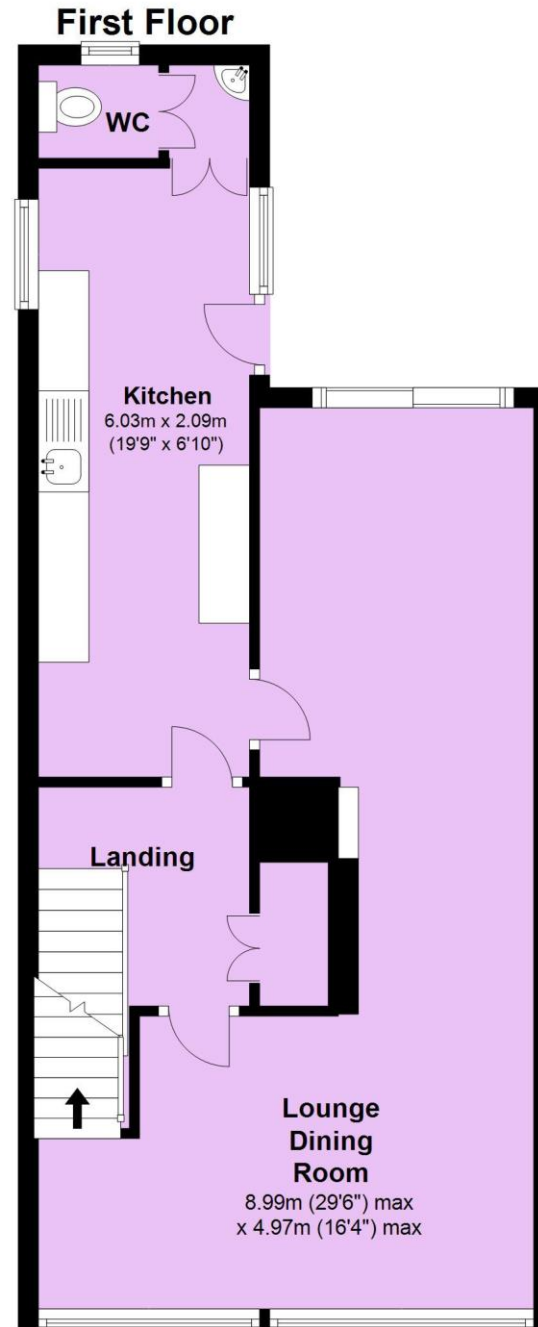 First Floor
WC
Kitchen
6.03m x 2.09m
(19'9" x 6'10")
Landing
Lounge
Dining
Room
8.99m (29'6") max
x 4.97m (16'4") max